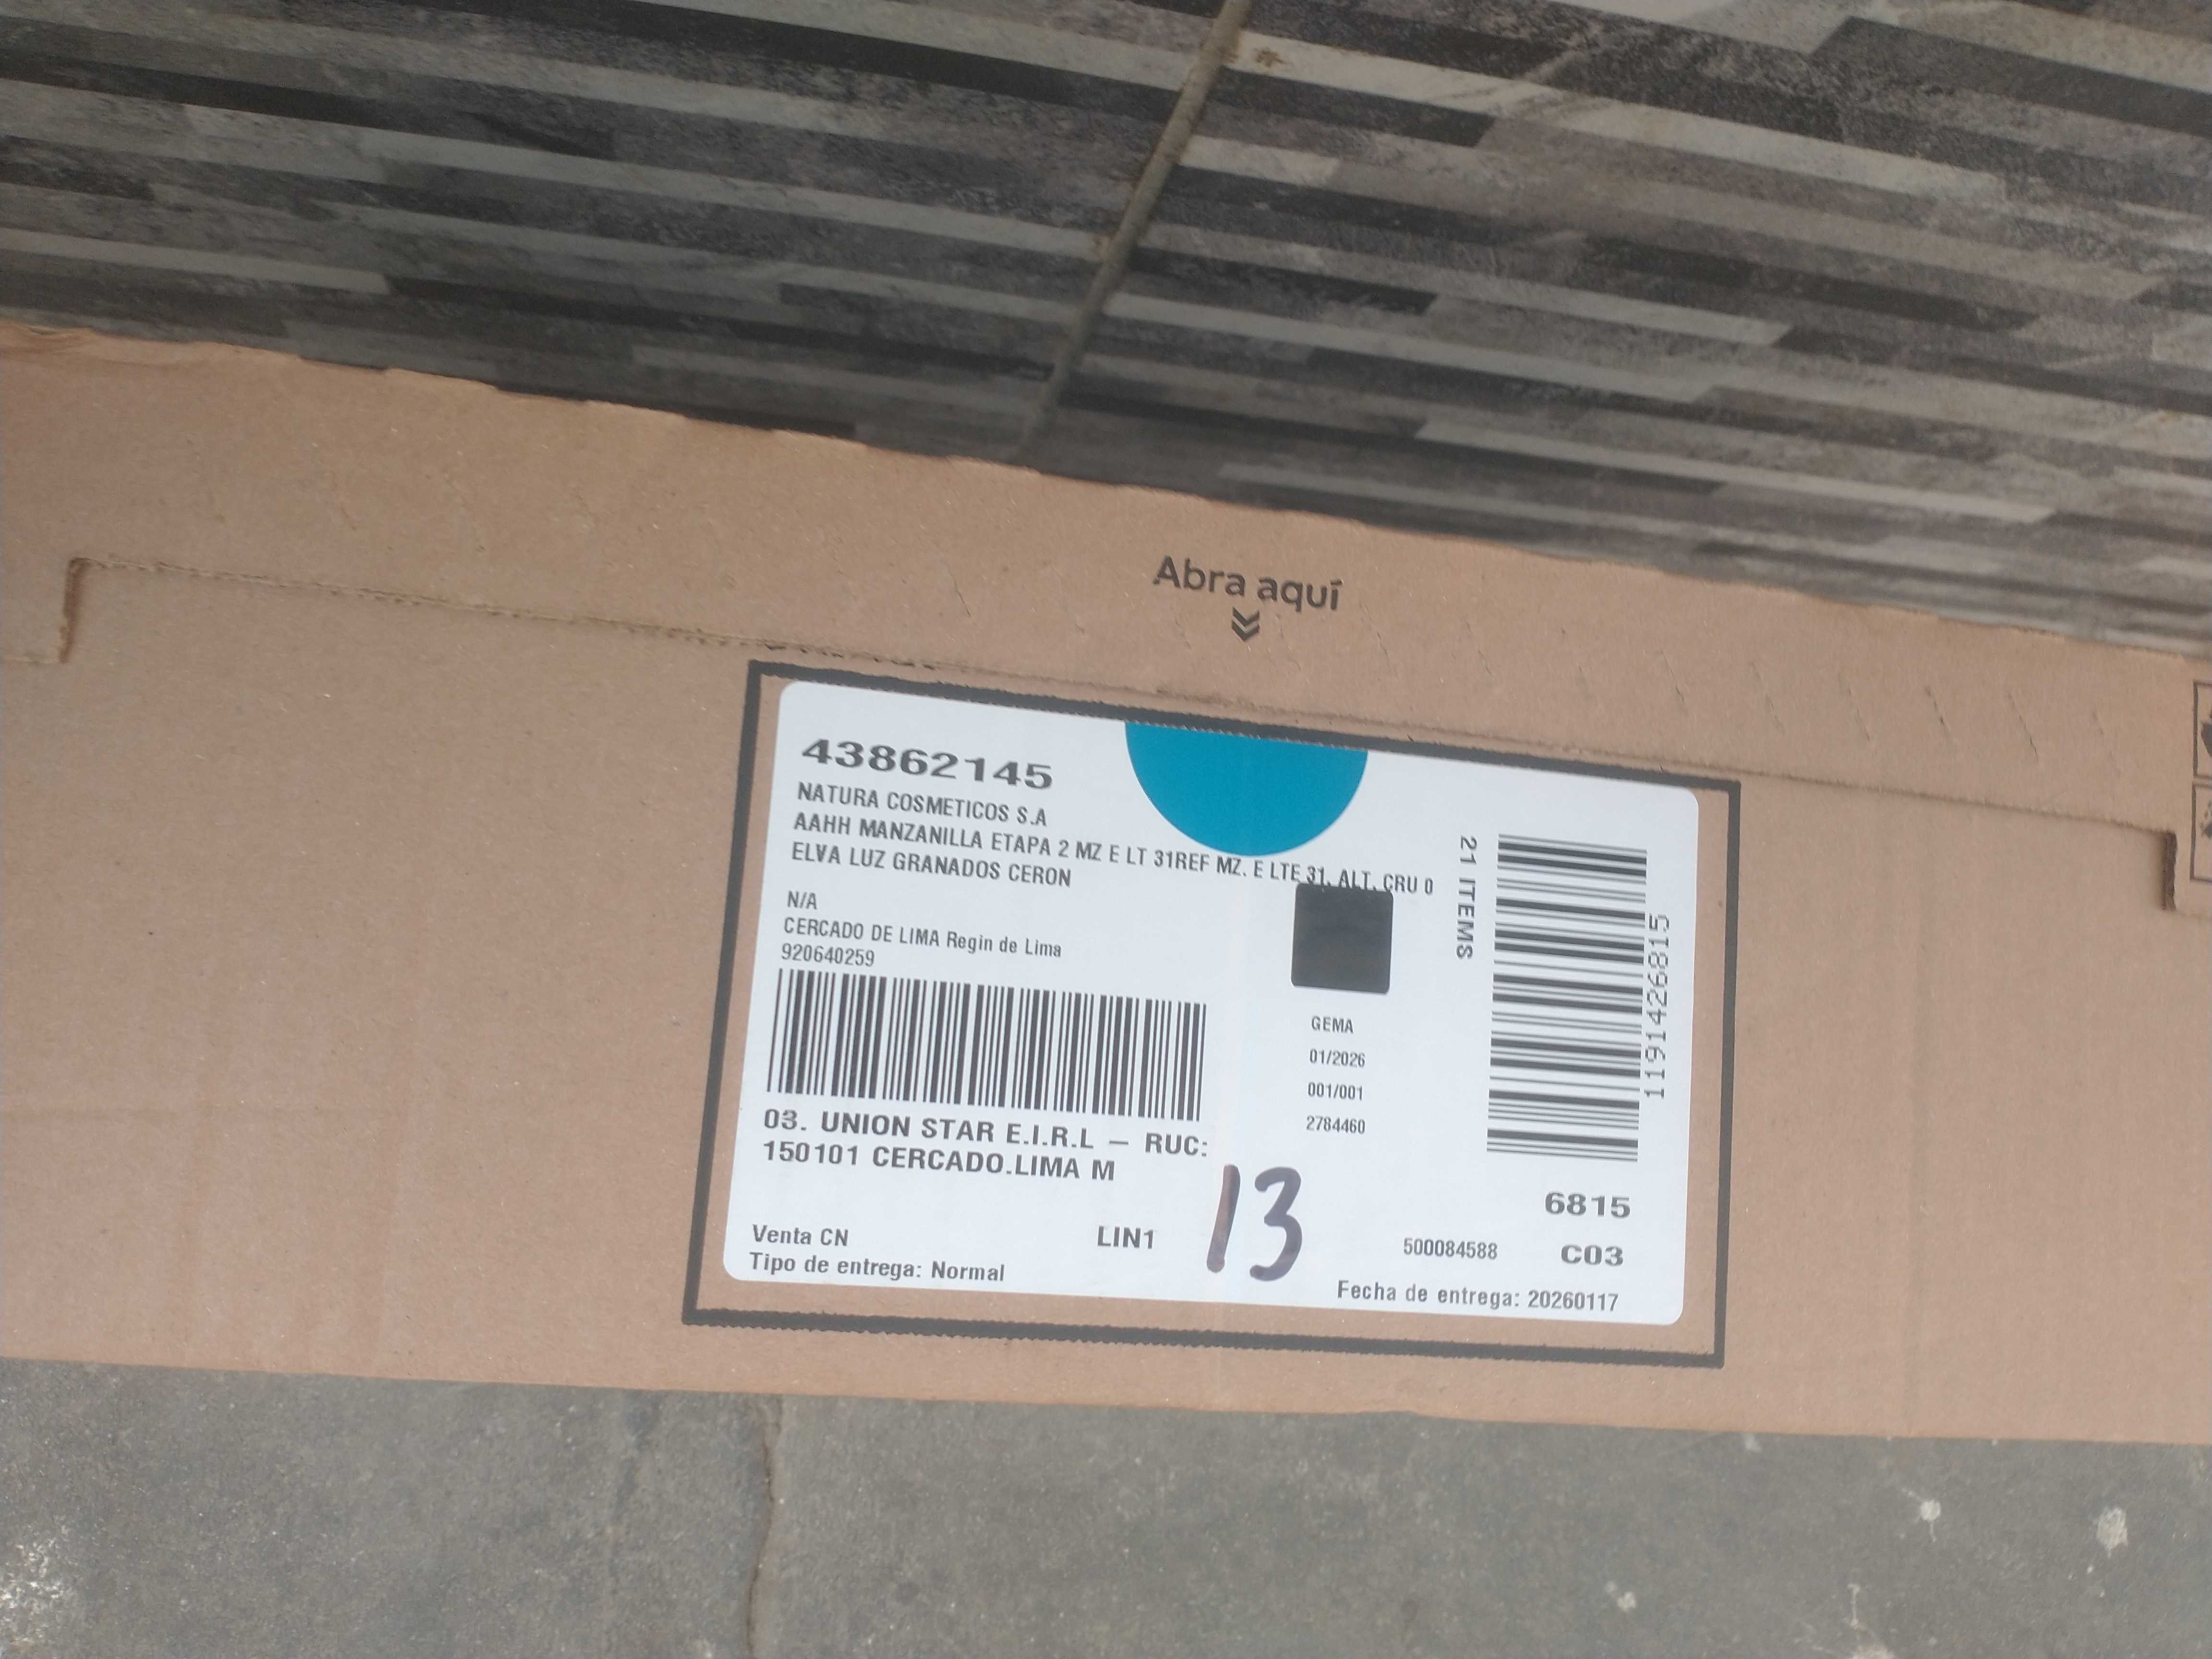 Abra aquí
43862145
NATURA COSMETICOS S.A
AAHH MANZANILLA ETAPA 2 MZ E LT 31REF MZ. E LTE 31, ALT. CRU 0
ELVA LUZ GRANADOS CERON
N/A
CERCADO DE LIMA Regin de Lima
920640259
03. UNION STAR E.I.R.L – RUC:
150101 CERCADO.LIMA M
Venta CN
Tipo de entrega: Normal
LIN1
13
GEMA
01/2026
001/001
2784460
21 ITEMS
1191426815
6815
500084588
C03
Fecha de entrega: 20260117